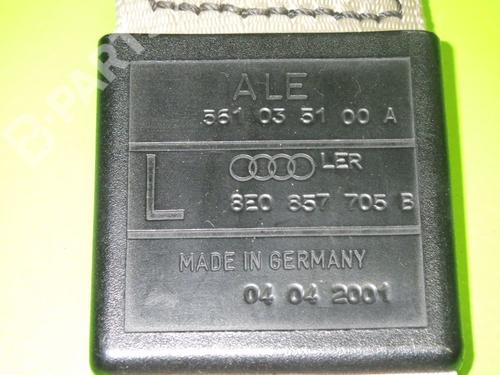 ALE
561 03 51 00 A
L
LER
8E0 857 705 B
MADE IN GERMANY
04 04 2001
B-PARTS